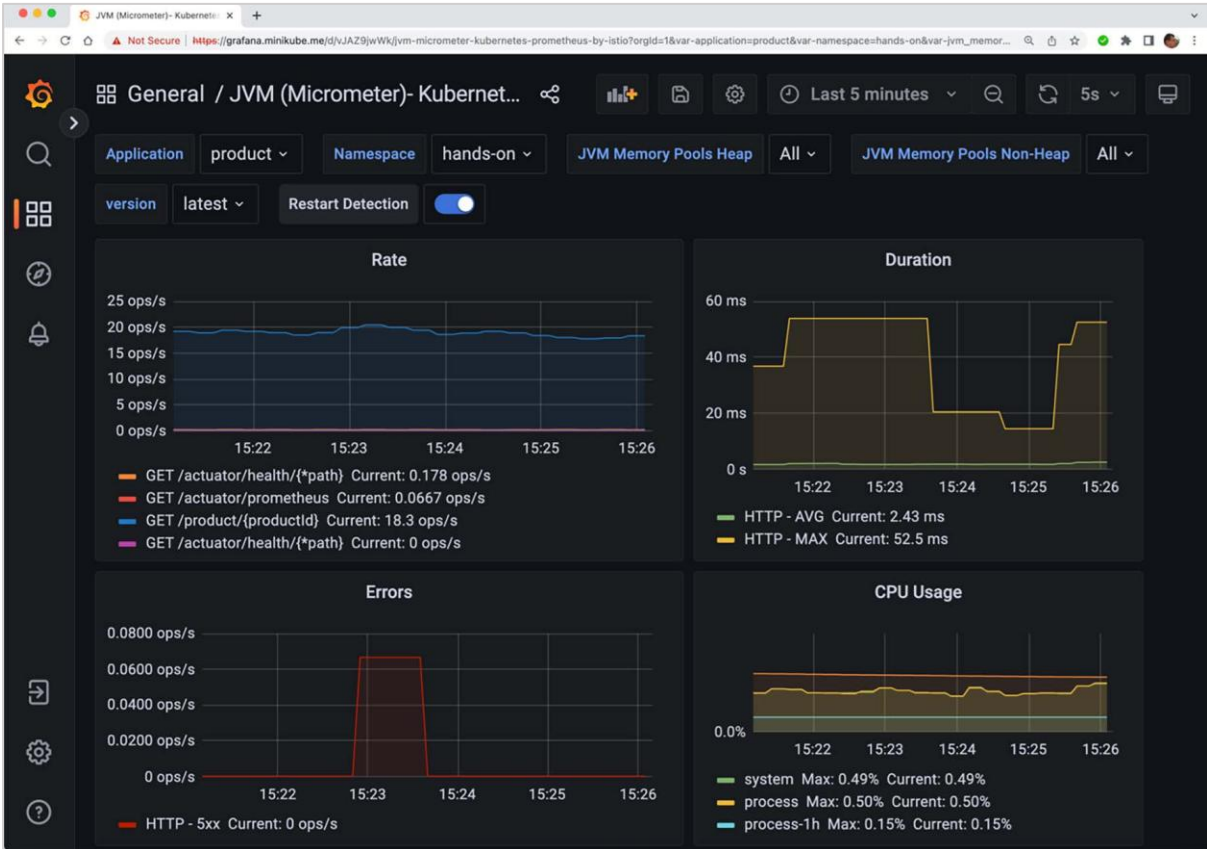 JVM (Micrometer)- Kubernetes
Not Secure https://grafana.minikube.me/d/vJAZ9jwWk/jvm-micrometer-kubernetes-prometheus-by-istio?orgId=1&var-application=product&var-namespace=hands-on&var-jvm_memor...
General / JVM (Micrometer)- Kubernet... Last 5 minutes 5s
Application product Namespace hands-on JVM Memory Pools Heap All JVM Memory Pools Non-Heap All
version latest Restart Detection
Rate
25 ops/s
20 ops/s
15 ops/s
10 ops/s
5 ops/s
0 ops/s
15:22 15:23 15:24 15:25 15:26
GET /actuator/health/{*path} Current: 0.178 ops/s
GET /actuator/prometheus Current: 0.0667 ops/s
GET /product/{productId} Current: 18.3 ops/s
GET /actuator/health/{*path} Current: 0 ops/s
Duration
60 ms
40 ms
20 ms
0 s
15:22 15:23 15:24 15:25 15:26
HTTP - AVG Current: 2.43 ms
HTTP - MAX Current: 52.5 ms
Errors
0.0800 ops/s
0.0600 ops/s
0.0400 ops/s
0.0200 ops/s
0 ops/s
15:22 15:23 15:24 15:25 15:26
HTTP - 5xx Current: 0 ops/s
CPU Usage
0.0%
15:22 15:23 15:24 15:25 15:26
system Max: 0.49% Current: 0.49%
process Max: 0.50% Current: 0.50%
process-1h Max: 0.15% Current: 0.15%